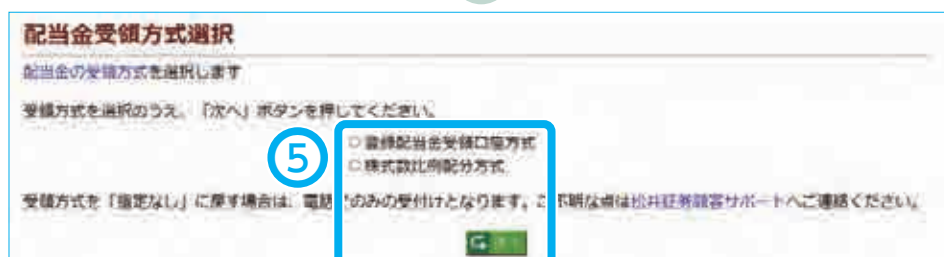 配当金受領方式選択
配当金の受領方式を選択します
受領方式を選択のうえ、「次へ」ボタンを押してください。
⑤
登録配当金受領口座方式
株式数比例配分方式
受領方式を「指定なし」に戻す場合は、電話 のみの受付けとなります。ご不明な点は松井証券顧客サポートへご連絡ください。